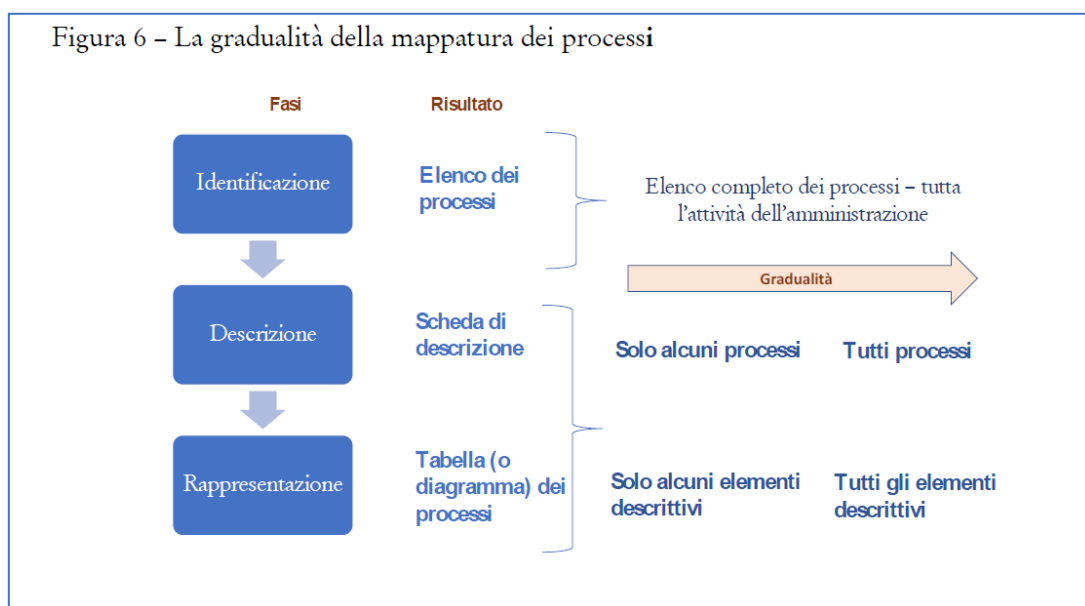 Figura 6 – La gradualità della mappatura dei processi
Fasi
Risultato
Identificazione
Elenco dei
processi
Elenco completo dei processi – tutta
l'attività dell'amministrazione
Gradualità
Descrizione
Scheda di
descrizione
Solo alcuni processi
Tutti processi
Rappresentazione
Tabella (o
diagramma) dei
processi
Solo alcuni elementi
descrittivi
Tutti gli elementi
descrittivi